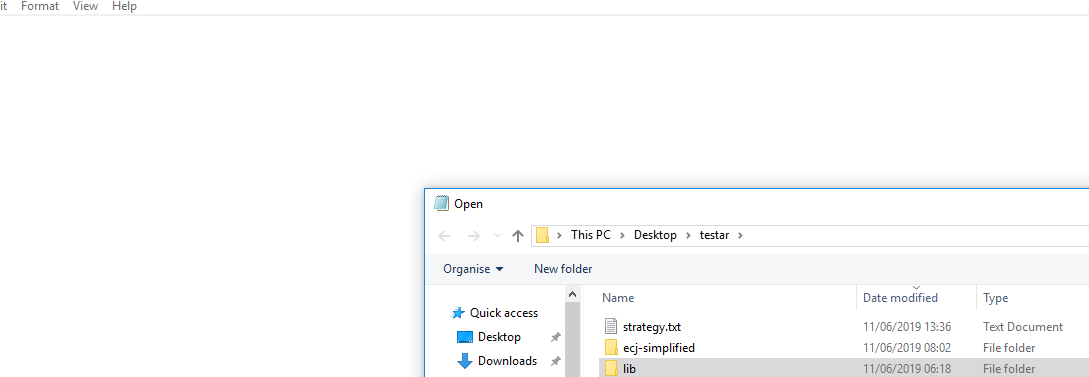 it Format View Help
Open
This PC Desktop testar
Organise New folder
Name Date modified Type
Quick access
strategy.txt 11/06/2019 13:36 Text Document
Desktop
ecj-simplified 11/06/2019 08:02 File folder
Downloads
lib 11/06/2019 06:18 File folder